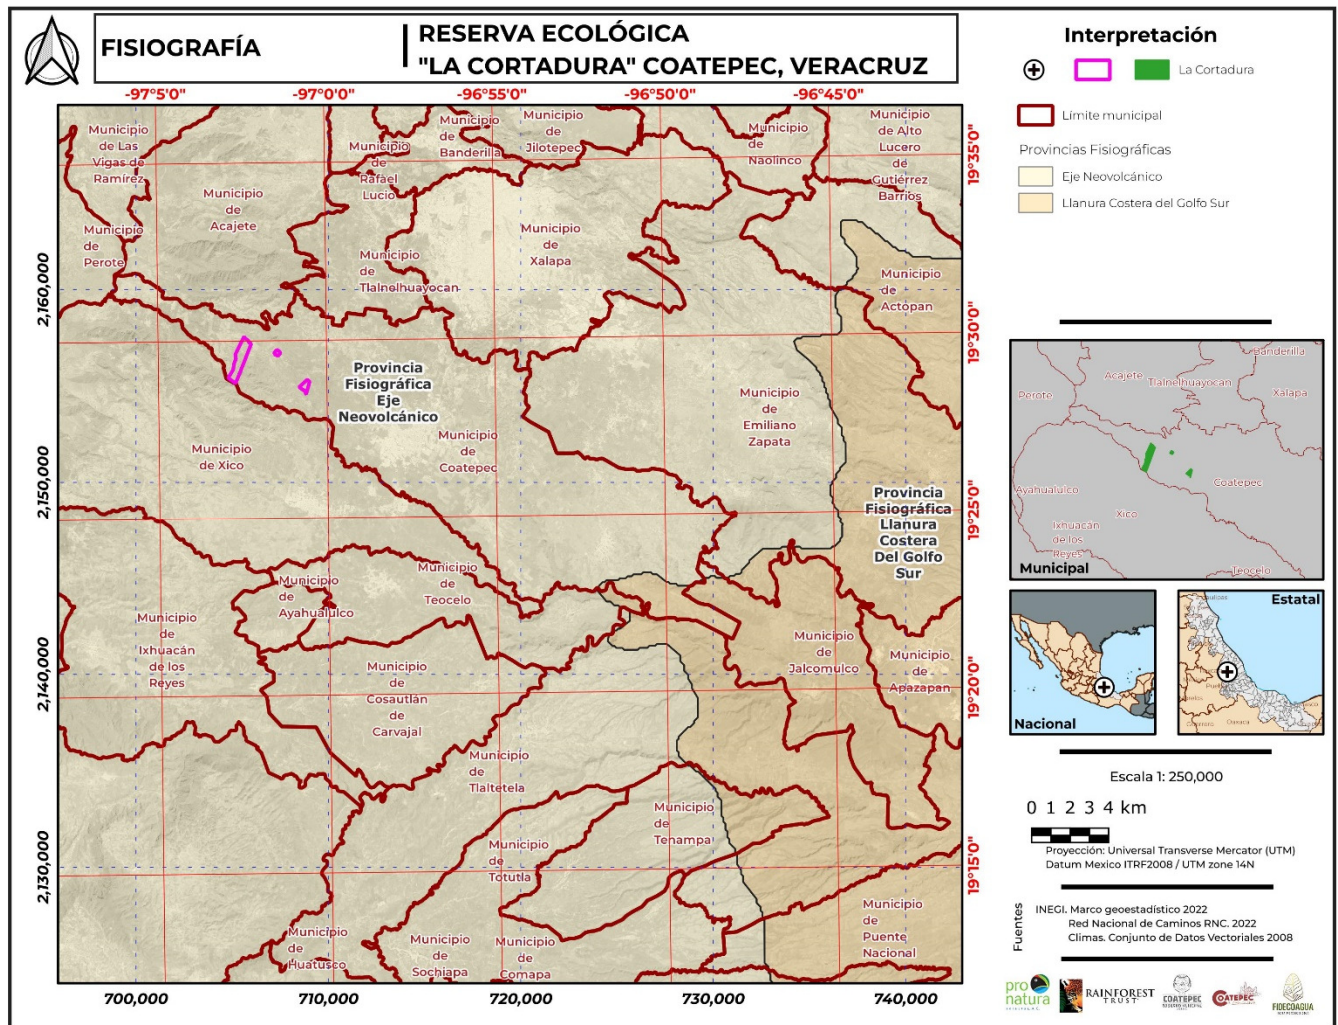 FISIOGRAFÍA
RESERVA ECOLÓGICA
"LA CORTADURA" COATEPEC, VERACRUZ
-97°5'0"
-97°0'0"
-96°55'0"
-96°50'0"
-96°45'0"
Municipio
de Las
Vigas de
Ramírez
Municipio
de
Acajete
Municipio
de
Rafael
Lucio
Municipio
de
Banderilla
Municipio
de
Jilotepec
Municipio
de
Naolinco
Municipio
de Alto
Lucero
de
Gutiérrez
Barrios
Municipio
de
Perote
Municipio
de
Tlalnelhuayocan
Municipio
de
Xalapa
Municipio
de
Actopan
Provincia
Fisiográfica
Eje
Neovolcánico
Municipio
de Xico
Municipio
de
Coatepec
Municipio
de
Emiliano
Zapata
Provincia
Fisiográfica
Llanura
Costera
Del Golfo
Sur
Municipio
de
Ayahualulco
Municipio
de
Teocelo
Municipio
de
Ixhuacán
de los
Reyes
Municipio
de
Cosautlán
de
Carvajal
Municipio
de
Jalcomulco
Municipio
de
Apazapan
Municipio
de
Tlaltetela
Municipio
de
Tenampa
Municipio
de
Totutla
Municipio
de
Huatusco
Municipio
de
Sochiapa
Municipio
de
Comapa
Municipio
de
Puente
Nacional
2,160,000
2,150,000
2,140,000
2,130,000
19°35'0"
19°30'0"
19°25'0"
19°20'0"
19°15'0"
700,000
710,000
720,000
730,000
740,000
Interpretación
La Cortadura
Límite municipal
Provincias Fisiográficas
Eje Neovolcánico
Llanura Costera del Golfo Sur
Banderilla
Acajete
Tlalnelhuayocan
Perote
Xalapa
Coatepec
Ayahualulco
Xico
Ixhuacán
de los
Reyes
Teocelo
Municipal
Nacional
Estatal
Oaxaca
Escala 1: 250,000
0 1 2 3 4 km
Proyección: Universal Transverse Mercator (UTM)
Datum Mexico ITRF2008 / UTM zone 14N
Fuentes
INEGI. Marco geoestadístico 2022
Red Nacional de Caminos RNC. 2022
Climas. Conjunto de Datos Vectoriales 2008
pro
natura
RAINFOREST
TRUST
COATEPEC
COATEPEC
FIDECOAGUA